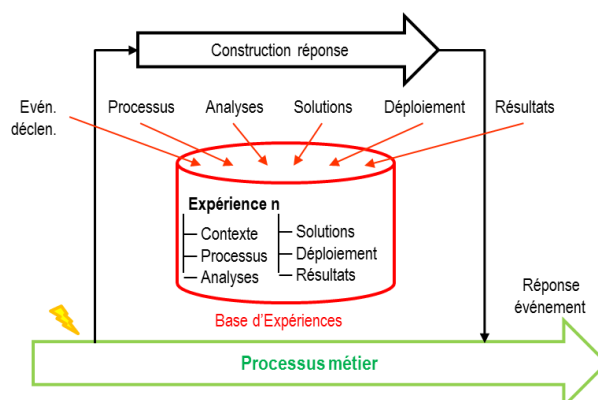 Construction réponse
Evén.
déclen.
Processus
Analyses
Solutions
Déploiement
Résultats
Expérience n
Contexte
Processus
Analyses
Solutions
Déploiement
Résultats
Base d'Expériences
Réponse
événement
Processus métier